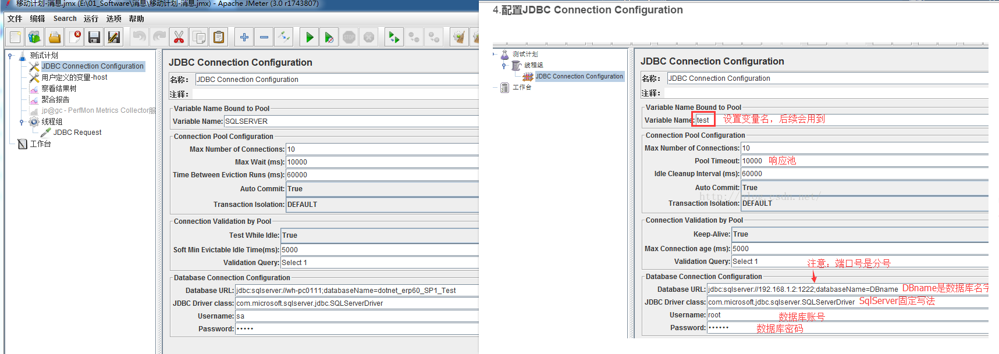 移动计划-消息.jmx (E:\01_Software\消息\移动计划-消息.jmx) - Apache JMeter (3.0 r1743807)
文件 编辑 Search 运行 选项 帮助
测试计划
JDBC Connection Configuration
用户定义的变量-host
察看结果树
聚合报告
jp@gc - PerfMon Metrics Collector服
线程组
JDBC Request
工作台
JDBC Connection Configuration
名称: JDBC Connection Configuration
注释:
Variable Name Bound to Pool
Variable Name: SQLSERVER
Connection Pool Configuration
Max Number of Connections: 10
Max Wait (ms): 10000
Time Between Eviction Runs (ms): 60000
Auto Commit: True
Transaction Isolation: DEFAULT
Connection Validation by Pool
Test While Idle: True
Soft Min Evictable Idle Time(ms): 5000
Validation Query: Select 1
Database Connection Configuration
Database URL: jdbc:sqlserver://wh-pc0111;databaseName=dotnet_erp60_SP1_Test
JDBC Driver class: com.microsoft.sqlserver.jdbc.SQLServerDriver
Username: sa
Password: •••••
4.配置JDBC Connection Configuration
测试计划
线程组
JDBC Connection Configuration
工作台
JDBC Connection Configuration
名称: JDBC Connection Configuration
注释:
Variable Name Bound to Pool
Variable Name: test 设置变量名，后续会用到
Connection Pool Configuration
Max Number of Connections: 10
Pool Timeout: 10000 响应池
Idle Cleanup Interval (ms): 60000
Auto Commit: True
http://blog.csdn.net/
Transaction Isolation: DEFAULT
Connection Validation by Pool
Keep-Alive: True
Max Connection age (ms): 5000
Validation Query: Select 1
注意：端口号是分号
Database Connection Configuration
Database URL: jdbc:sqlserver://192.168.1.2:1222;databaseName=DBname DBname是数据库名字
JDBC Driver class: com.microsoft.jdbc.sqlserver.SQLServerDriver SqlServer固定写法
Username: root 数据库账号
Password: •••••• 数据库密码